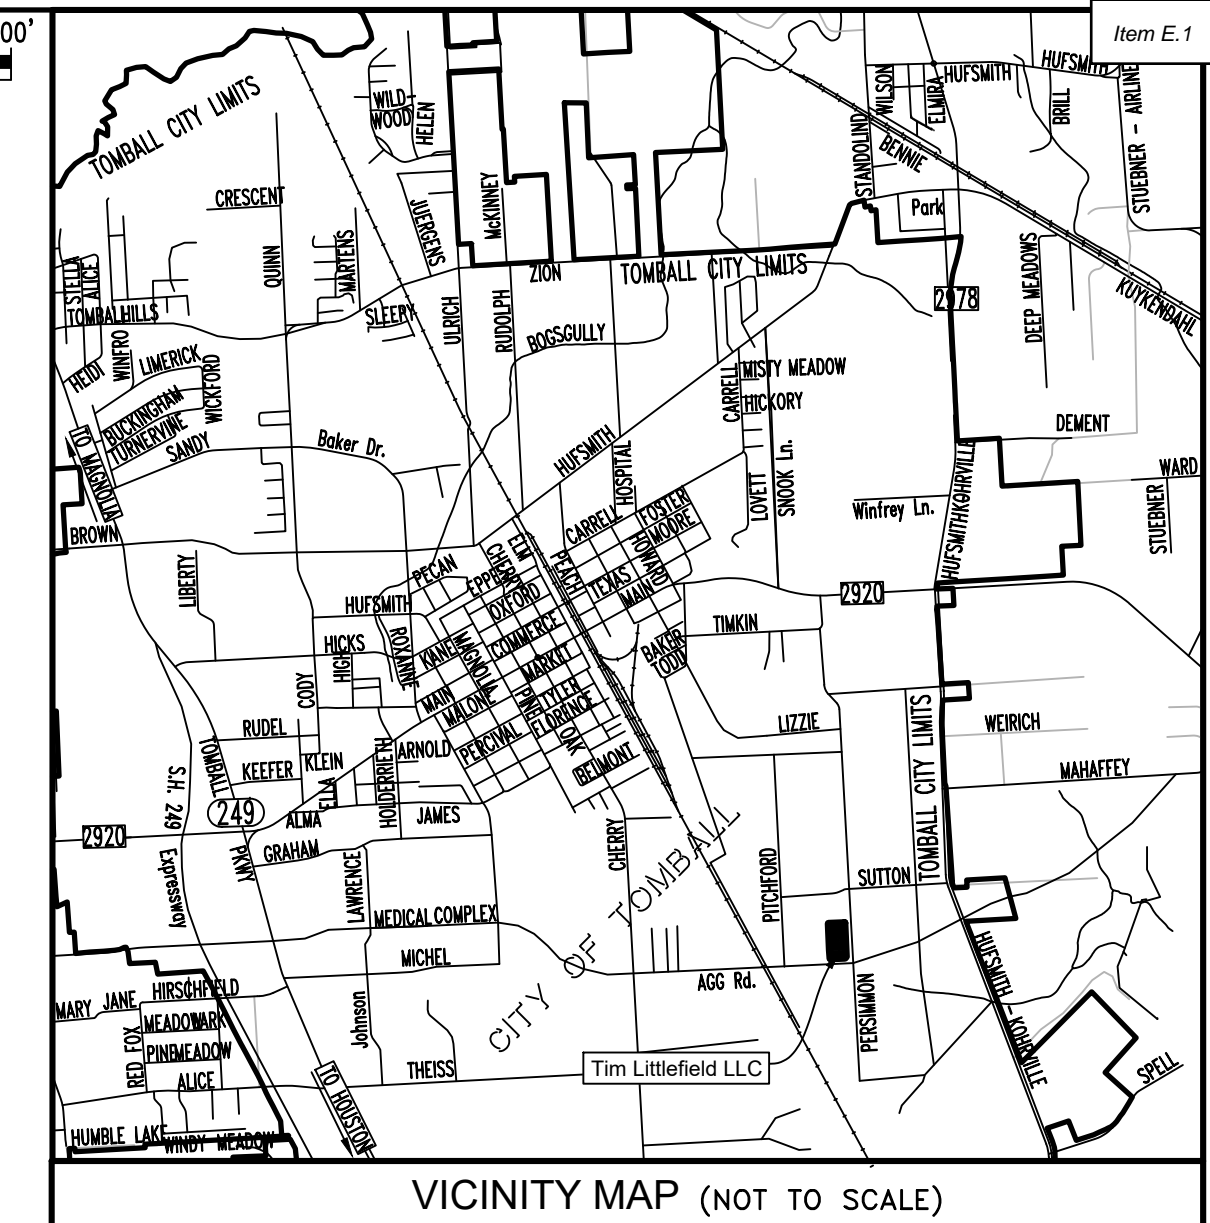 00'
Item E.1
TOMBALL CITY LIMITS
WILD-
WOOD
HELEN
WILSON
ELMIRA
HUFSMITH
HUFSMITH
BRILL
STUEBNER - AIRLINE
BENNIE
STANDOLIND
Park
CRESCENT
QUINN
MARTENS
JUERGENS
McKINNEY
ZION
TOMBALL CITY LIMITS
2978
DEEP MEADOWS
KUYKENDAHL
STELLA
ALICE
TOMBALHILLS
SLEEPY
ULRICH
RUDOLPH
BOGSGULLY
HEIDI
WINFRO
LIMERICK
WICKFORD
BUCKINGHAM
TURNERVINE
SANDY
Baker Dr.
CARRELL
MISTY MEADOW
HICKORY
DEMENT
TO MAGNOLIA
HUFSMITH
HOSPITAL
LOVETT
SNOOK Ln.
Winfrey Ln.
HUFSMITHKOHRVILLE
WARD
STUEBNER
BROWN
LIBERTY
PECAN
EPPES
CHERRY
ELM
PEACH
CARRELL
FOSTER
MOORE
HOWARD
TEXAS
MAIN
2920
HUFSMITH
OXFORD
ROXANNE
HICKS
HIGH
KANE
MAGNOLIA
COMMERCE
MARKET
BAKER
TODD
TIMKIN
CODY
MAIN
MALONE
PINE
TYLER
FLORENCE
OAK
LIZZIE
WEIRICH
RUDEL
TOMBALL
PKWY
KEEFER
KLEIN
ELLA
HOLDERRIETH
ARNOLD
PERCIVAL
BELMONT
TOMBALL CITY LIMITS
MAHAFFEY
S.H. 249
Expressway
249
ALMA
JAMES
2920
GRAHAM
LAWRENCE
CHERRY
CITY OF TOMBALL
PITCHFORD
SUTTON
MEDICAL COMPLEX
MICHEL
AGG Rd.
PERSIMMON
HUFSMITH - KOHRVILLE
MARY JANE
HIRSCHFIELD
RED FOX
PINEMEADOW
ALICE
Johnson
THEISS
Tim Littlefield LLC
SPELL
TO HOUSTON
HUMBLE LAKE
WINDY MEADOW
VICINITY MAP (NOT TO SCALE)